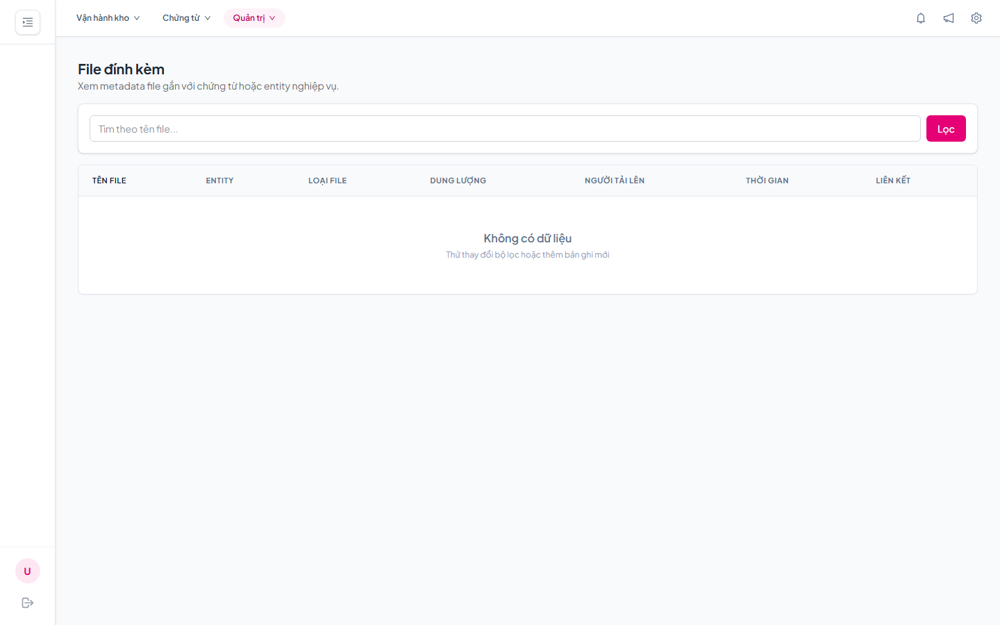 Vận hành kho
Chứng từ
Quản trị
File đính kèm
Xem metadata file gắn với chứng từ hoặc entity nghiệp vụ.
Tìm theo tên file...
Lọc
TÊN FILE
ENTITY
LOẠI FILE
DUNG LƯỢNG
NGƯỜI TẢI LÊN
THỜI GIAN
LIÊN KẾT
Không có dữ liệu
Thử thay đổi bộ lọc hoặc thêm bản ghi mới
U